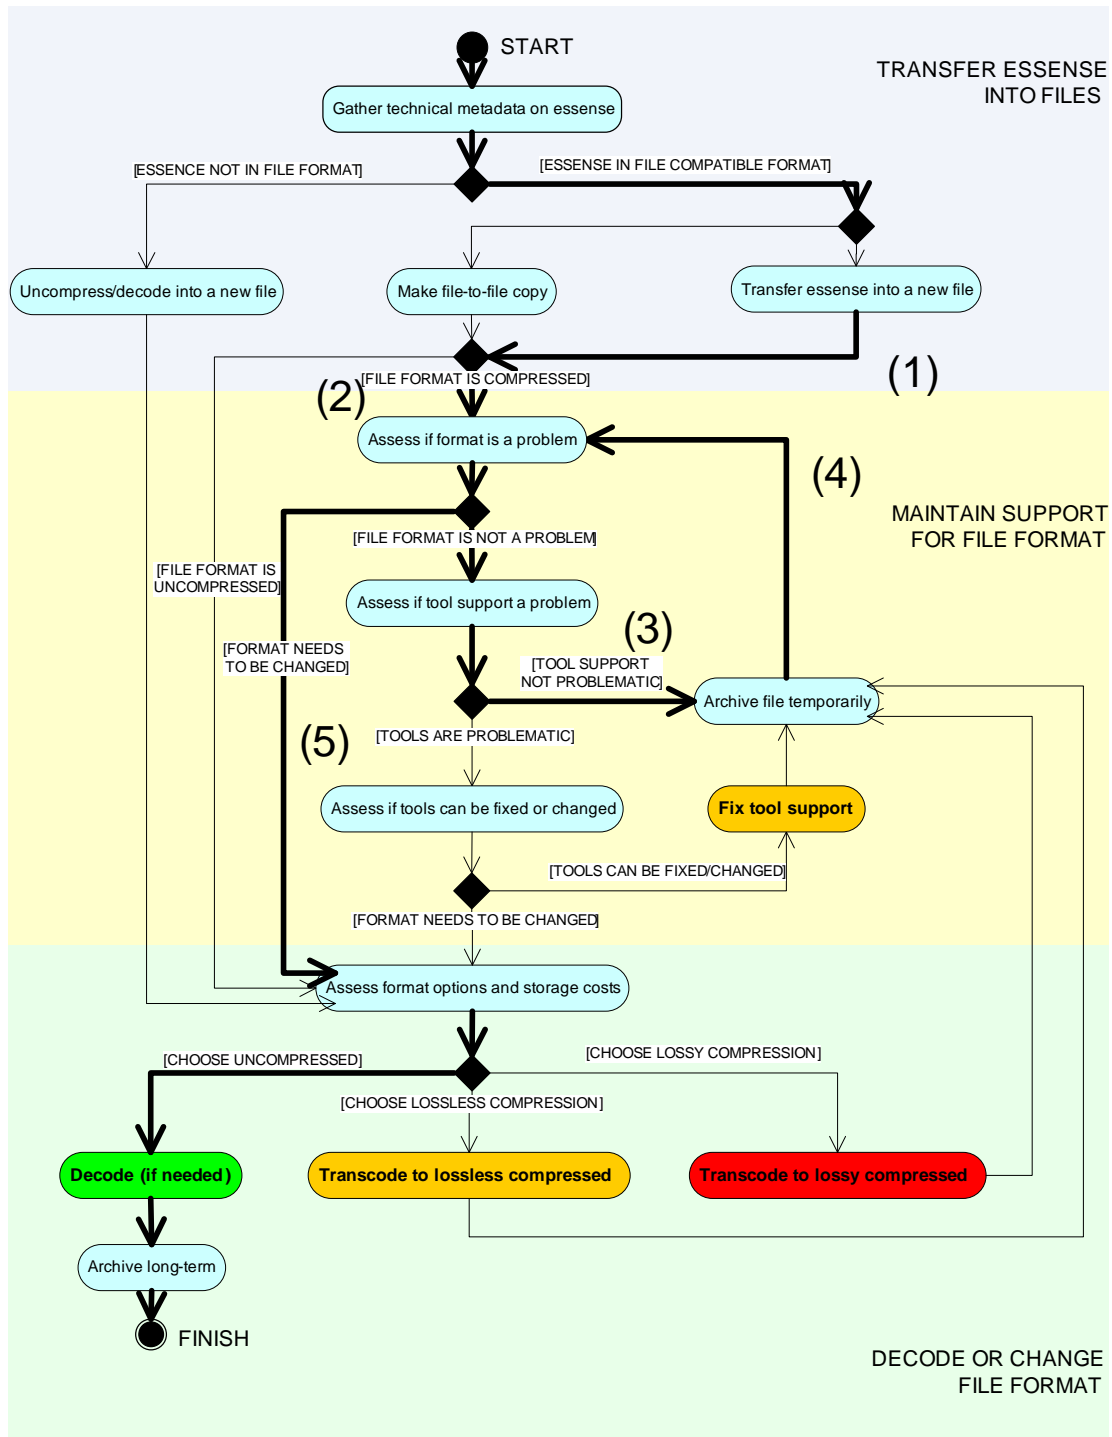 START
TRANSFER ESSENSE
INTO FILES
Gather technical metadata on essense
[ESSENCE NOT IN FILE FORMAT]
[ESSENSE IN FILE COMPATIBLE FORMAT]
Uncompress/decode into a new file
Make file-to-file copy
Transfer essense into a new file
(1)
[FILE FORMAT IS COMPRESSED]
(2)
Assess if format is a problem
(4)
MAINTAIN SUPPORT
FOR FILE FORMAT
[FILE FORMAT IS NOT A PROBLEM]
[FILE FORMAT IS
UNCOMPRESSED]
Assess if tool support a problem
(3)
[FORMAT NEEDS
TO BE CHANGED]
[TOOL SUPPORT
NOT PROBLEMATIC]
Archive file temporarily
(5)
[TOOLS ARE PROBLEMATIC]
Assess if tools can be fixed or changed
Fix tool support
[TOOLS CAN BE FIXED/CHANGED]
[FORMAT NEEDS TO BE CHANGED]
Assess format options and storage costs
[CHOOSE UNCOMPRESSED]
[CHOOSE LOSSY COMPRESSION]
[CHOOSE LOSSLESS COMPRESSION]
Decode (if needed)
Transcode to lossless compressed
Transcode to lossy compressed
Archive long-term
FINISH
DECODE OR CHANGE
FILE FORMAT